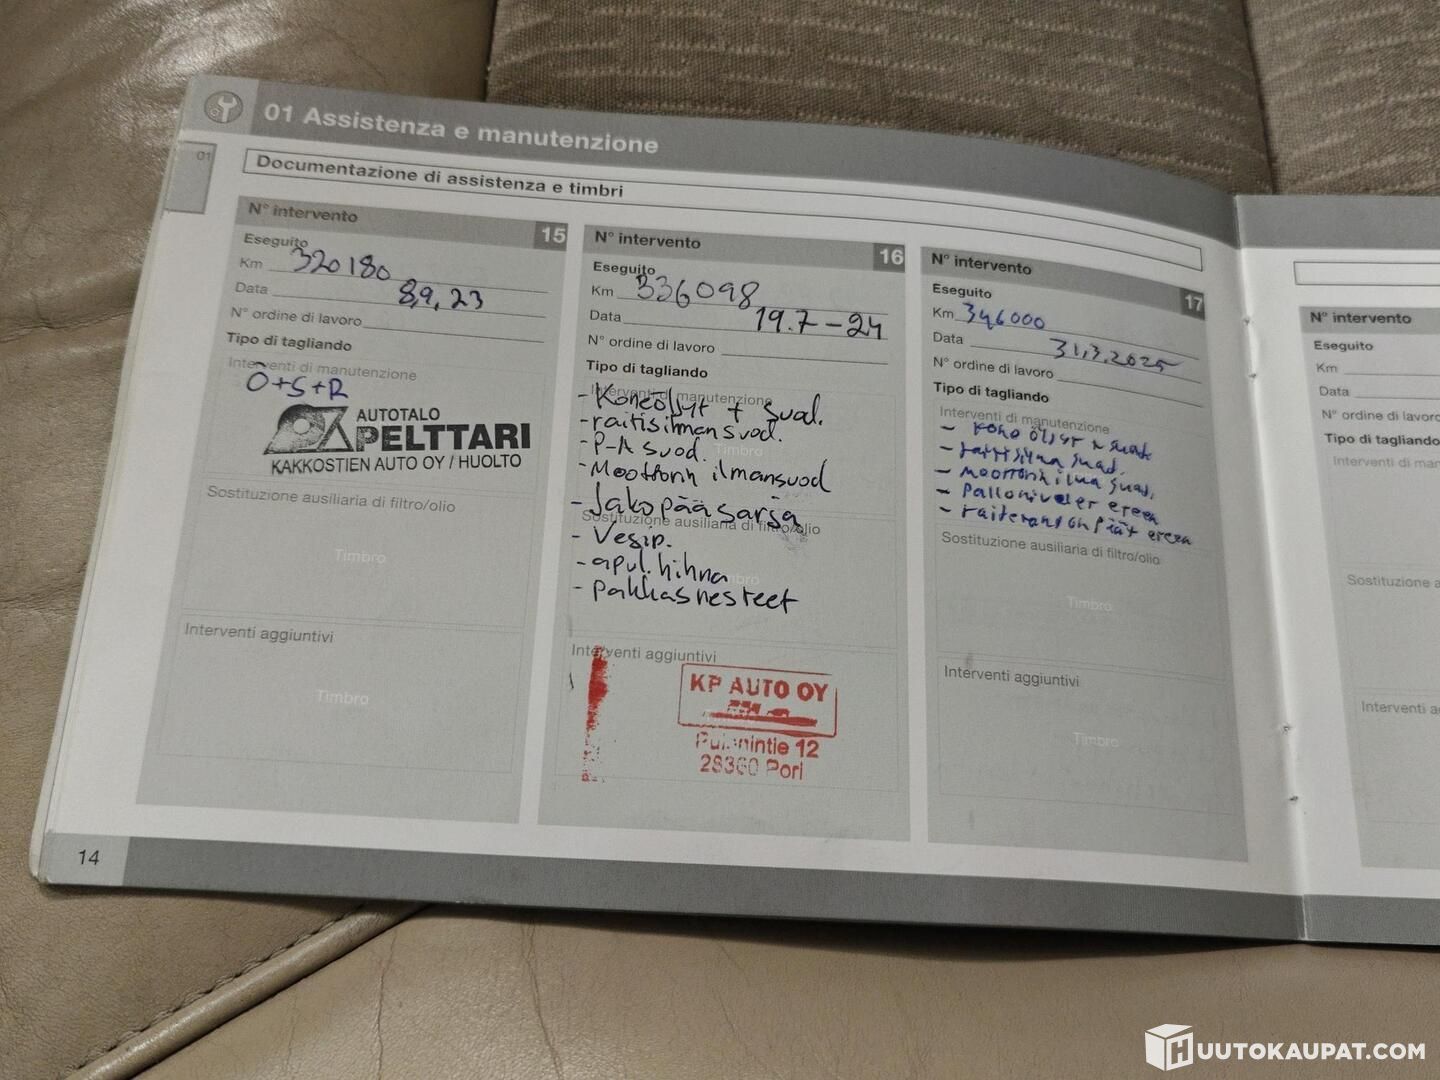 01 Assistenza e manutenzione
01
Documentazione di assistenza e timbri
N° intervento 15
Eseguito
Km 320180
Data 8.9.23
N° ordine di lavoro
Tipo di tagliando
Interventi di manutenzione
Ö+S+R
AUTOTALO
PELTTARI
KAKKOSTIEN AUTO OY / HUOLTO
Sostituzione ausiliaria di filtro/olio
Timbro
Interventi aggiuntivi
Timbro
N° intervento 16
Eseguito
Km 336098
Data 19.7-24
N° ordine di lavoro
Tipo di tagliando
Interventi di manutenzione
- Koneöljyt + suod.
- raitisilmansuod.
Timbro
- P-A suod.
- Moottorin ilmansuod
- Jakopääsarja
Sostituzione ausiliaria di filtro/olio
- Vesip.
- apul.hihna
- pakkasnesteet
Interventi aggiuntivi
KP AUTO OY
12
28360 Pori
N° intervento 17
Eseguito
Km 346000
Data 31.3.2025
N° ordine di lavoro
Tipo di tagliando
Interventi di manutenzione
- Pallonivelet
Sostituzione ausiliaria di filtro/olio
Timbro
Interventi aggiuntivi
Timbro
14
N° intervento
Eseguito
Km
Data
N° ordine di lavoro
Tipo di tagliando
Interventi di
Sostituzione
Interventi
HUUTOKAUPAT.COM